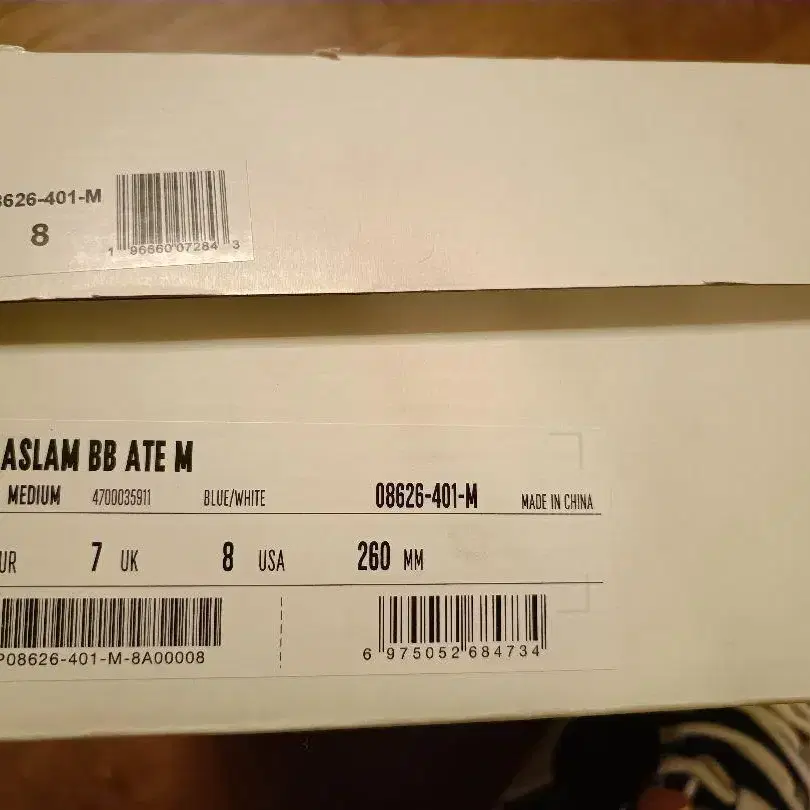 8626-401-M
8
1 96660 07284 3
ASLAM BB ATE M
MEDIUM 4700035911 BLUE/WHITE 08626-401-M MADE IN CHINA
UR 7 UK 8 USA 260 MM
P08626-401-M-8A00008
6 975052 684734